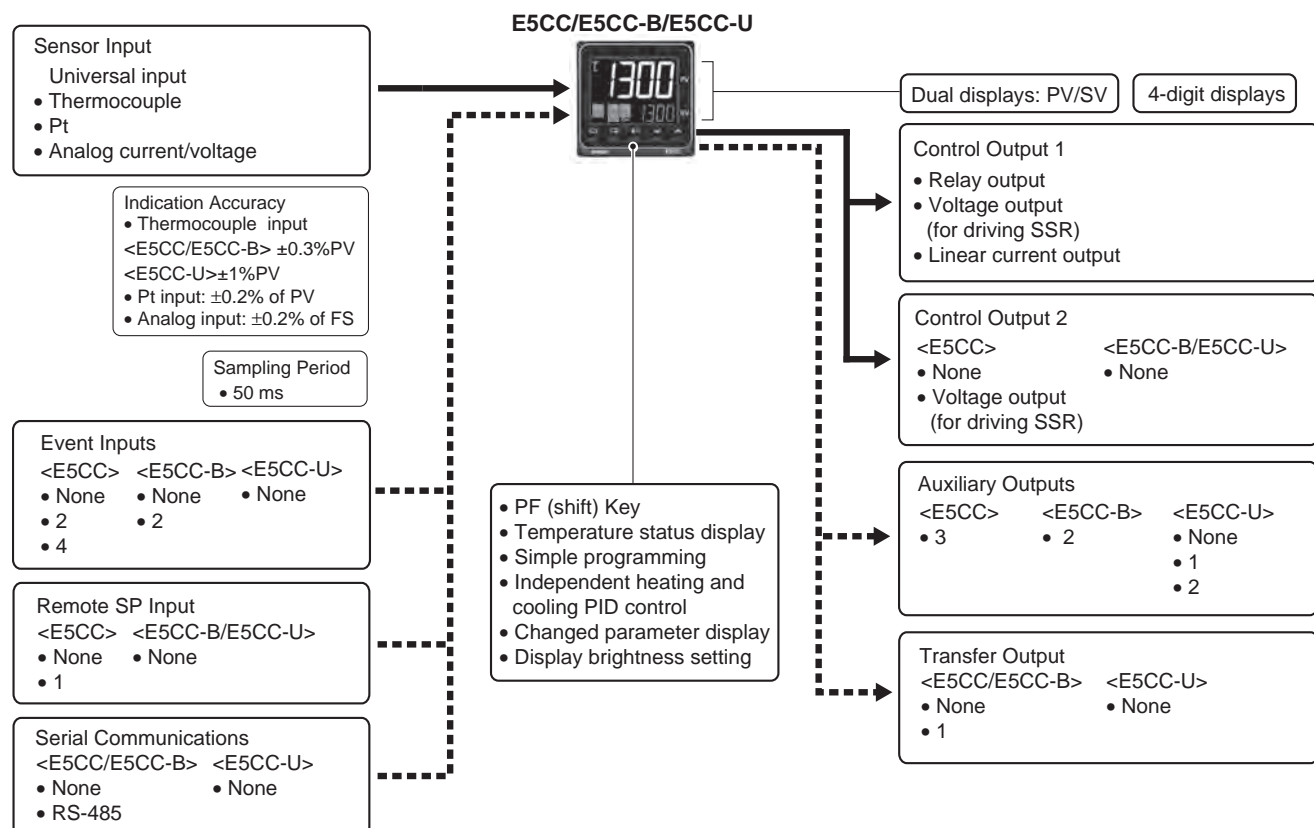 E5CC/E5CC-B/E5CC-U
Sensor Input
Universal input
• Thermocouple
• Pt
• Analog current/voltage
Indication Accuracy
• Thermocouple input
<E5CC/E5CC-B> ±0.3%PV
<E5CC-U>±1%PV
• Pt input: ±0.2% of PV
• Analog input: ±0.2% of FS
Sampling Period
• 50 ms
Event Inputs
<E5CC> <E5CC-B> <E5CC-U>
• None • None • None
• 2 • 2
• 4
Remote SP Input
<E5CC> <E5CC-B/E5CC-U>
• None • None
• 1
Serial Communications
<E5CC/E5CC-B> <E5CC-U>
• None • None
• RS-485
1300
PV
1300
SV
• PF (shift) Key
• Temperature status display
• Simple programming
• Independent heating and
cooling PID control
• Changed parameter display
• Display brightness setting
Dual displays: PV/SV
4-digit displays
Control Output 1
• Relay output
• Voltage output
(for driving SSR)
• Linear current output
Control Output 2
<E5CC> <E5CC-B/E5CC-U>
• None • None
• Voltage output
(for driving SSR)
Auxiliary Outputs
<E5CC> <E5CC-B> <E5CC-U>
• 3 • 2 • None
• 1
• 2
Transfer Output
<E5CC/E5CC-B> <E5CC-U>
• None • None
• 1